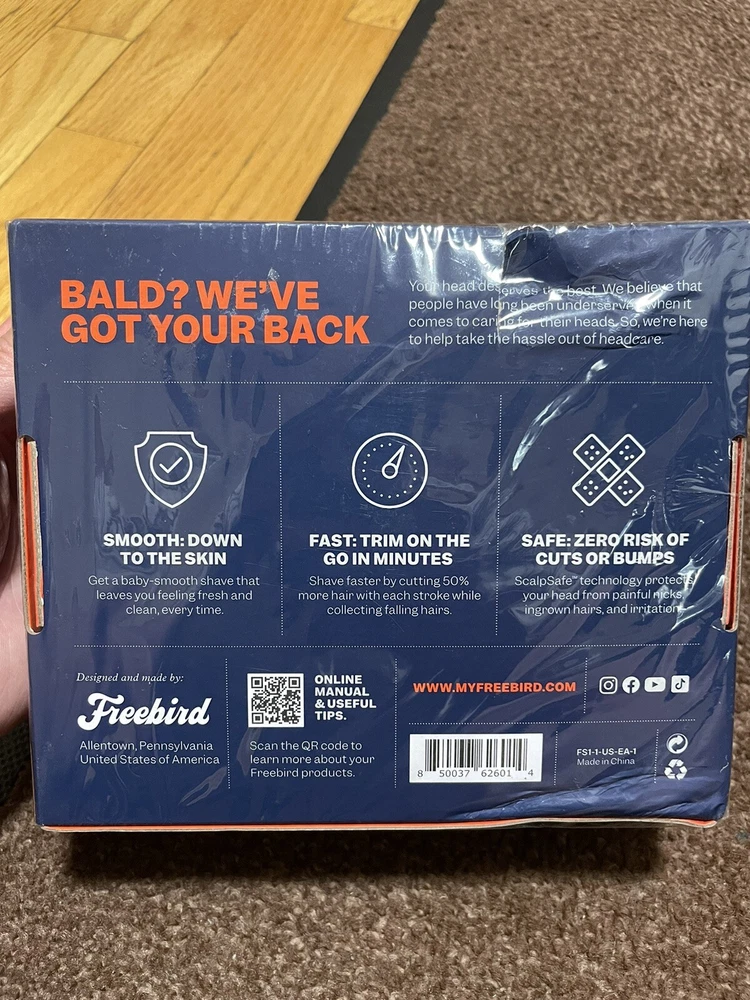 BALD? WE'VE
GOT YOUR BACK
Your head deserves the best. We believe that
people have long been underserved when it
comes to caring for their heads. So, we're here
to help take the hassle out of headcare.
SMOOTH: DOWN
TO THE SKIN
Get a baby-smooth shave that
leaves you feeling fresh and
clean, every time.
FAST: TRIM ON THE
GO IN MINUTES
Shave faster by cutting 50%
more hair with each stroke while
collecting falling hairs.
SAFE: ZERO RISK OF
CUTS OR BUMPS
ScalpSafe™ technology protects
your head from painful nicks,
ingrown hairs, and irritation.
Designed and made by:
Freebird
Allentown, Pennsylvania
United States of America
ONLINE
MANUAL
& USEFUL
TIPS.
Scan the QR code to
learn more about your
Freebird products.
WWW.MYFREEBIRD.COM
8 50037 62601 4
FS1-1-US-EA-1
Made in China